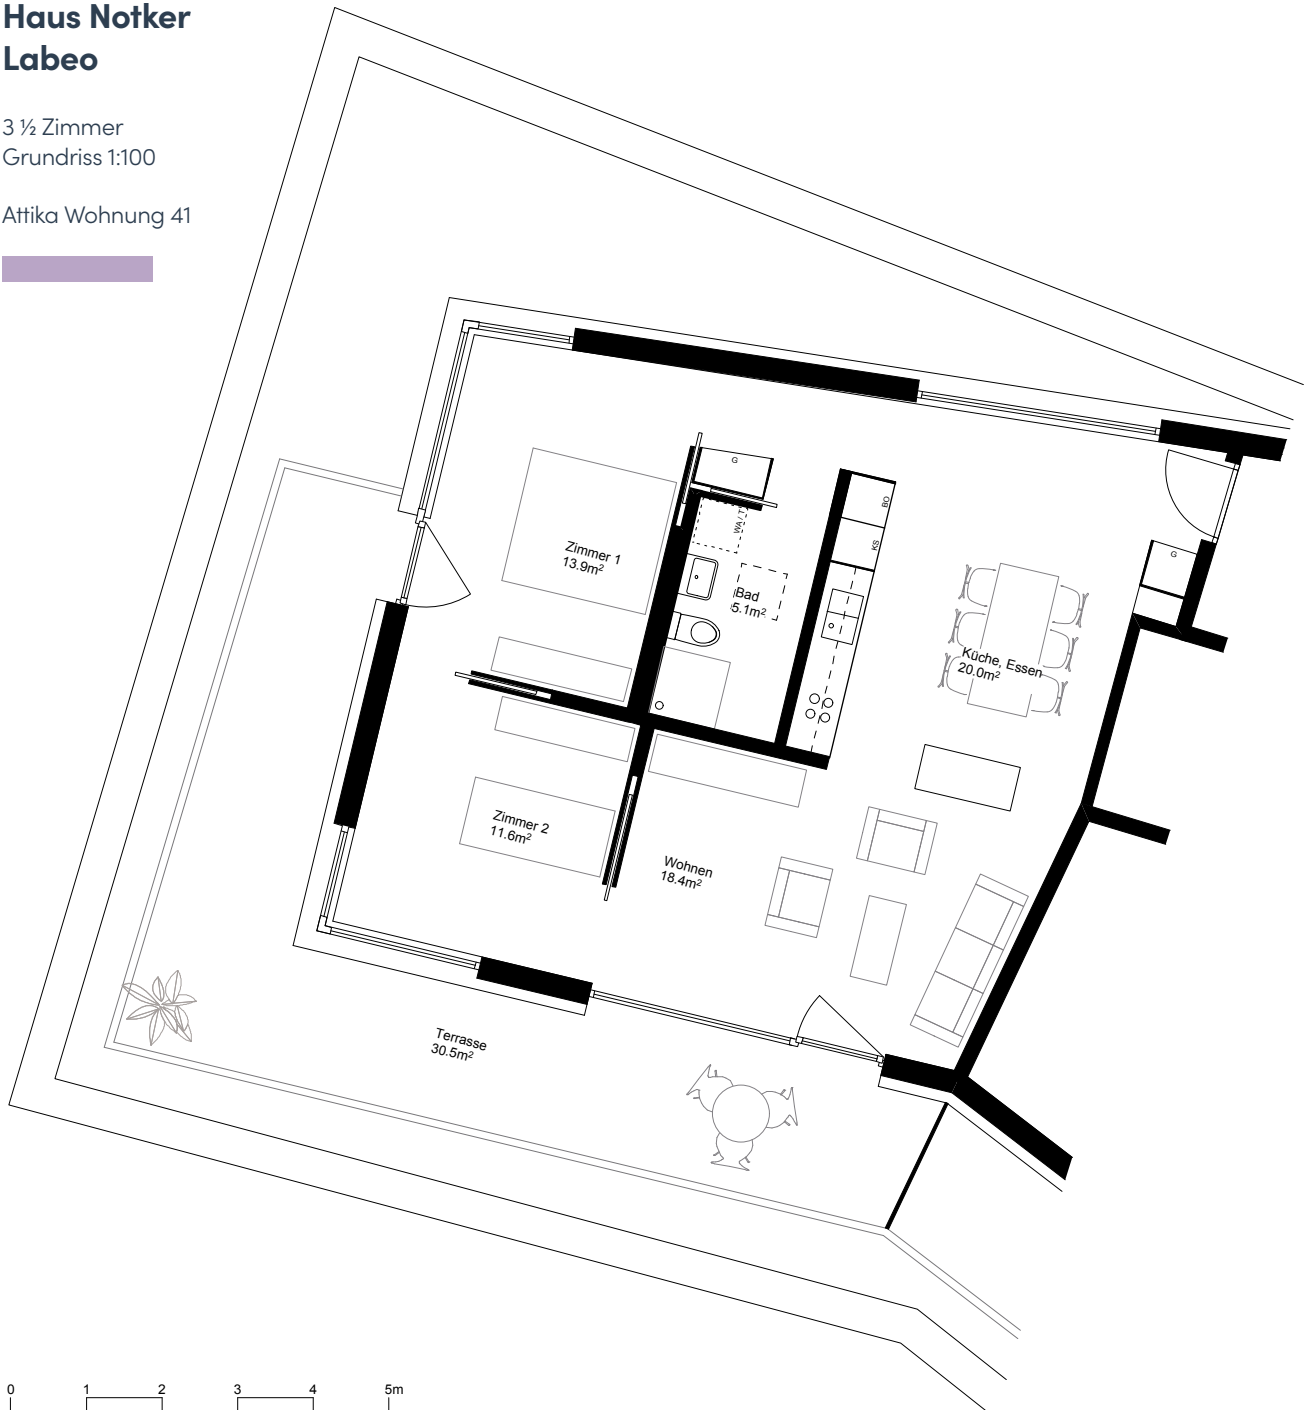 Haus Notker
Labeo
3 ½ Zimmer
Grundriss 1:100
Attika Wohnung 41
G
BO
WA / T
KS
Zimmer 1
13.9m²
G
Bad
5.1m²
Küche, Essen
20.0m²
Zimmer 2
11.6m²
Wohnen
18.4m²
Terrasse
30.5m²
0 1 2 3 4 5m